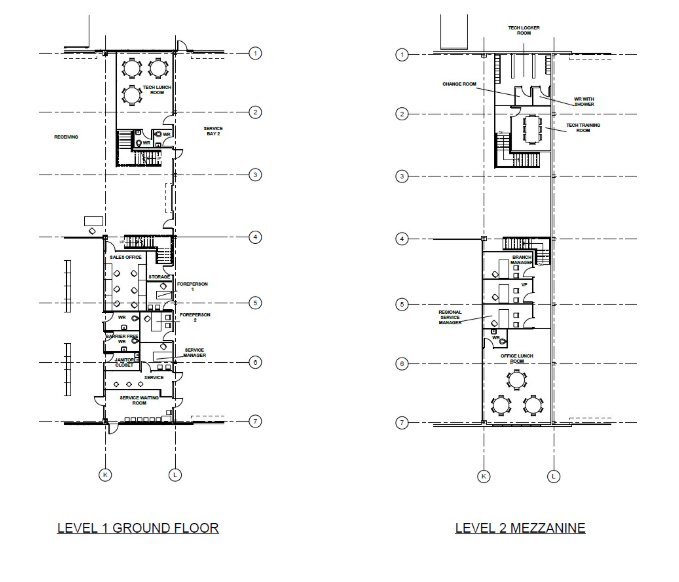 TECH LOCKER
ROOM
1
TECH LUNCH
ROOM
2
RECEIVING
WR
WR
SERVICE
BAY 2
3
4
SALES OFFICE
STORAGE
FOREPERSON
1
5
FOREPERSON
2
WR
BARRIER FREE
WR
SERVICE
MANAGER
JANITOR
CLOSET
6
SERVICE
SERVICE WAITING
ROOM
7
K
L
LEVEL 1 GROUND FLOOR
1
CHANGE ROOM
WR WITH
SHOWER
2
TECH TRAINING
ROOM
3
4
BRANCH
MANAGER
VP
5
REGIONAL
SERVICE
MANAGER
WR
OFFICE LUNCH
ROOM
6
7
K
L
LEVEL 2 MEZZANINE